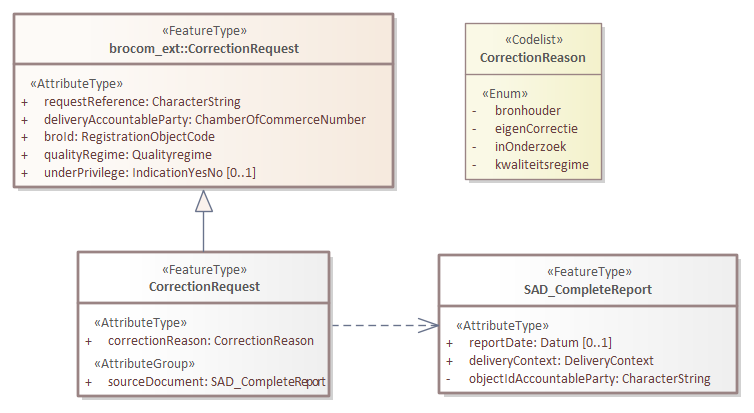 «FeatureType»
brocom_ext::CorrectionRequest
«AttributeType»
+ requestReference: CharacterString
+ deliveryAccountableParty: ChamberOfCommerceNumber
+ broId: RegistrationObjectCode
+ qualityRegime: Qualityregime
+ underPrivilege: IndicationYesNo [0..1]
«Codelist»
CorrectionReason
«Enum»
- bronhouder
- eigenCorrectie
- inOnderzoek
- kwaliteitsregime
«FeatureType»
CorrectionRequest
«AttributeType»
+ correctionReason: CorrectionReason
«AttributeGroup»
+ sourceDocument: SAD_CompleteReport
«FeatureType»
SAD_CompleteReport
«AttributeType»
+ reportDate: Datum [0..1]
+ deliveryContext: DeliveryContext
- objectIdAccountableParty: CharacterString